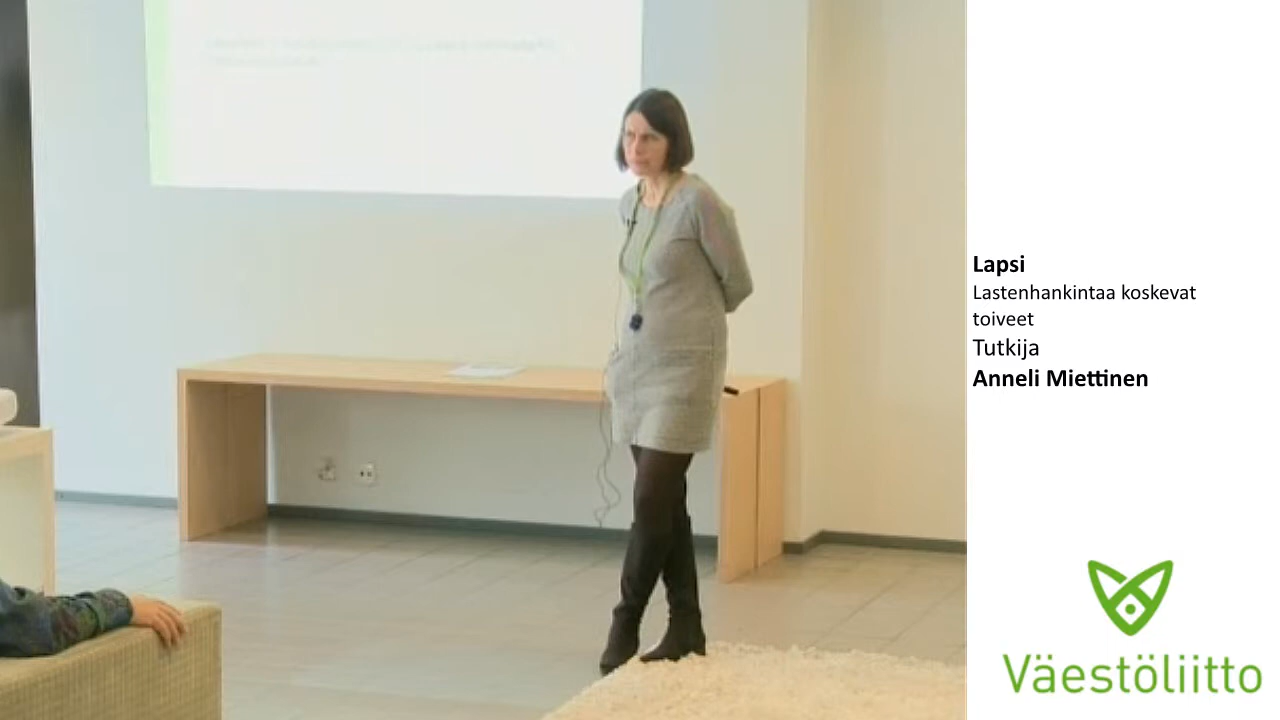 Lapsi
Lastenhankintaa koskevat
toiveet
Tutkija
Anneli Miettinen
Väestöliitto